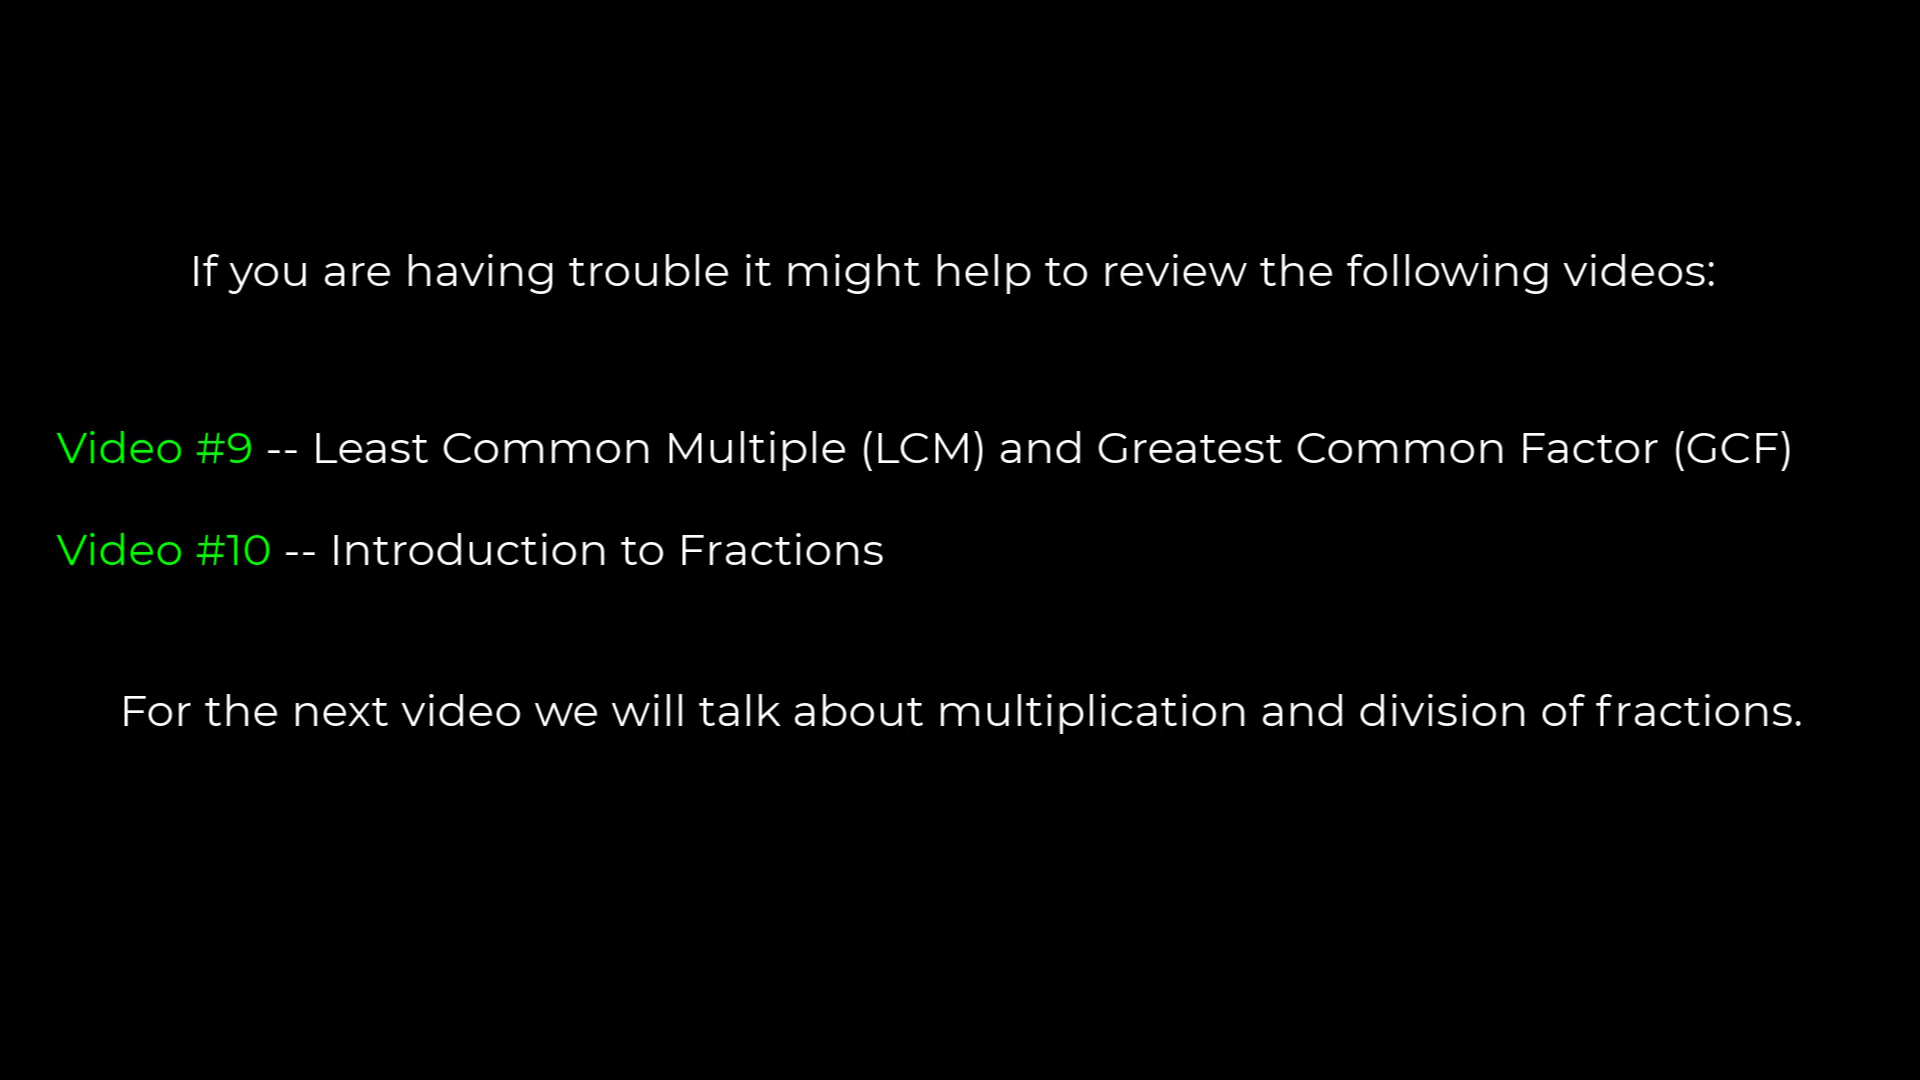 If you are having trouble it might help to review the following videos:
Video #9 -- Least Common Multiple (LCM) and Greatest Common Factor (GCF)
Video #10 -- Introduction to Fractions
For the next video we will talk about multiplication and division of fractions.